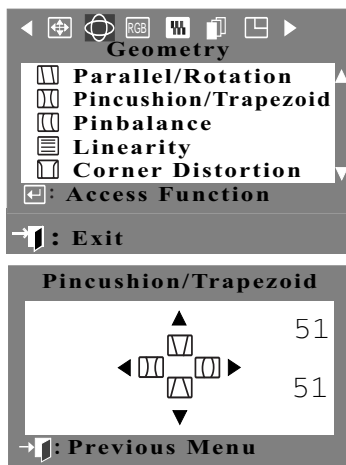 RGB
Geometry
Parallel/Rotation
Pincushion/Trapezoid
Pinbalance
Linearity
Corner Distortion
: Access Function
: Exit
Pincushion/Trapezoid
51
51
: Previous Menu